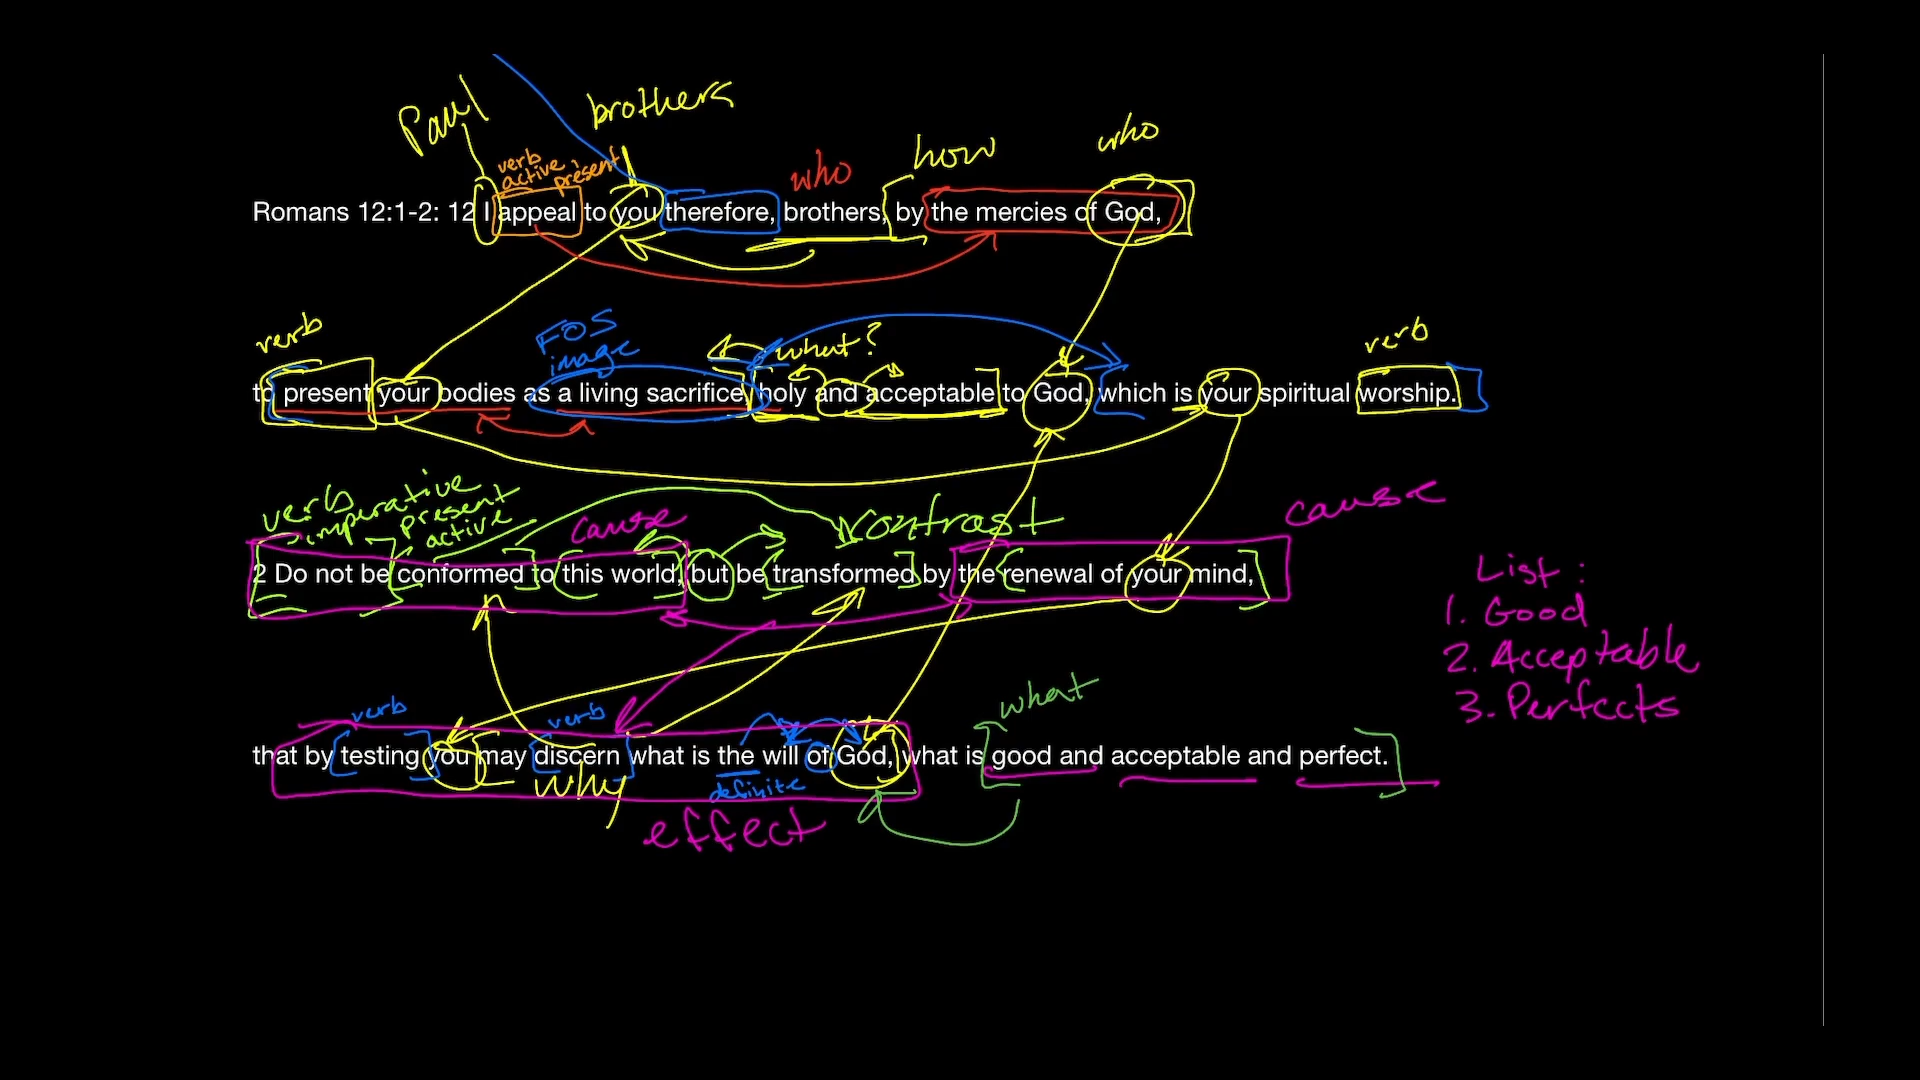 Paul brothers
who
verb
active present
who
how
Romans 12:1-2: 12 I appeal to you therefore, brothers, by the mercies of God,
verb
FOS
image
what?
verb
to present your bodies as a living sacrifice, holy and acceptable to God, which is your spiritual worship.
verb
imperative
present
active
cause
contrast
cause
2 Do not be conformed to this world, but be transformed by the renewal of your mind,
List:
1. Good
2. Acceptable
3. Perfects
verb
verb
what
that by testing you may discern what is the will of God, what is good and acceptable and perfect.
why
definite
effect